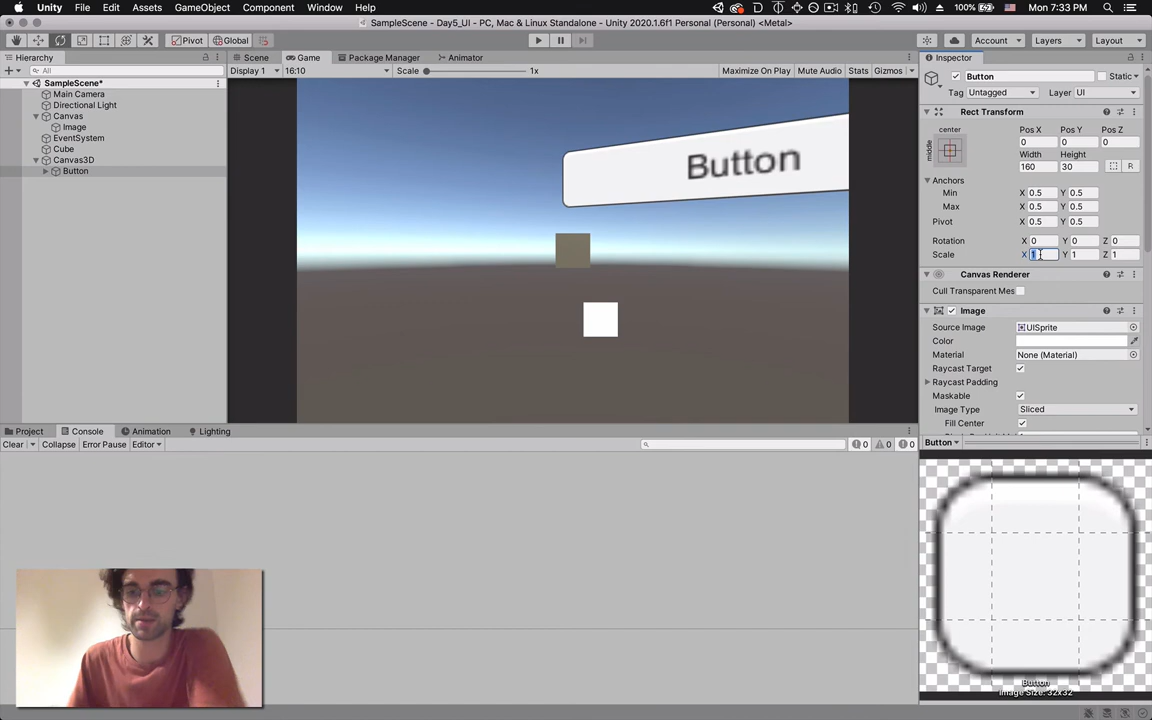 Unity File Edit Assets GameObject Component Window Help 100% Mon 7:33 PM
SampleScene - Day5_UI - PC, Mac & Linux Standalone - Unity 2020.1.6f1 Personal (Personal) <Metal>
Pivot Global Account Layers Layout
Hierarchy
All
SampleScene*
Main Camera
Directional Light
Canvas
Image
EventSystem
Cube
Canvas3D
Button
Scene Game Package Manager Animator
Display 1 16:10 Scale 1x Maximize On Play Mute Audio Stats Gizmos
Button
Inspector
Button Static
Tag Untagged Layer UI
Rect Transform
center
middle
Pos X Pos Y Pos Z
0 0 0
Width Height
160 30 R
Anchors
Min X 0.5 Y 0.5
Max X 0.5 Y 0.5
Pivot X 0.5 Y 0.5
Rotation X 0 Y 0 Z 0
Scale X 1 Y 1 Z 1
Canvas Renderer
Cull Transparent Mes
Image
Source Image UISprite
Color
Material None (Material)
Raycast Target
Raycast Padding
Maskable
Image Type Sliced
Fill Center
Button
Button
Image Size: 32x32
Project Console Animation Lighting
Clear Collapse Error Pause Editor 0 0 0